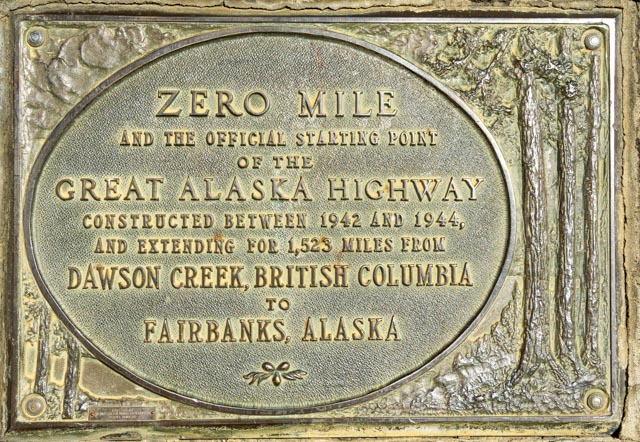 ZERO MILE
AND THE OFFICIAL STARTING POINT
OF THE
GREAT ALASKA HIGHWAY
CONSTRUCTED BETWEEN 1942 AND 1944,
AND EXTENDING FOR 1,523 MILES FROM
DAWSON CREEK, BRITISH COLUMBIA
TO
FAIRBANKS, ALASKA